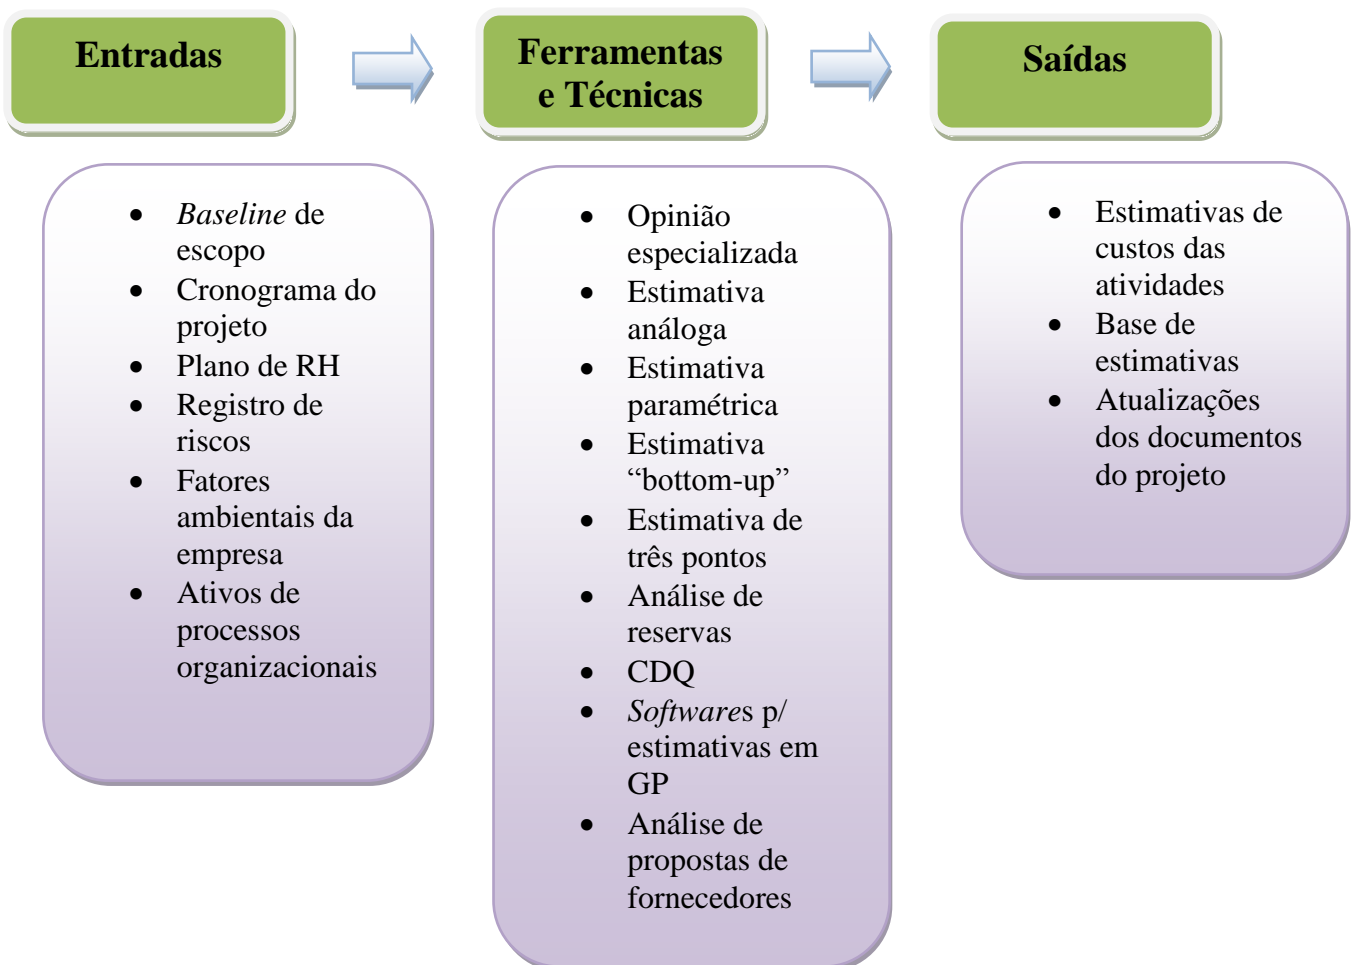 Entradas
Ferramentas
e Técnicas
Saídas
• Baseline de
escopo
• Cronograma do
projeto
• Plano de RH
• Registro de
riscos
• Fatores
ambientais da
empresa
• Ativos de
processos
organizacionais
• Opinião
especializada
• Estimativa
análoga
• Estimativa
paramétrica
• Estimativa
“bottom-up”
• Estimativa de
três pontos
• Análise de
reservas
• CDQ
• Softwares p/
estimativas em
GP
• Análise de
propostas de
fornecedores
• Estimativas de
custos das
atividades
• Base de
estimativas
• Atualizações
dos documentos
do projeto